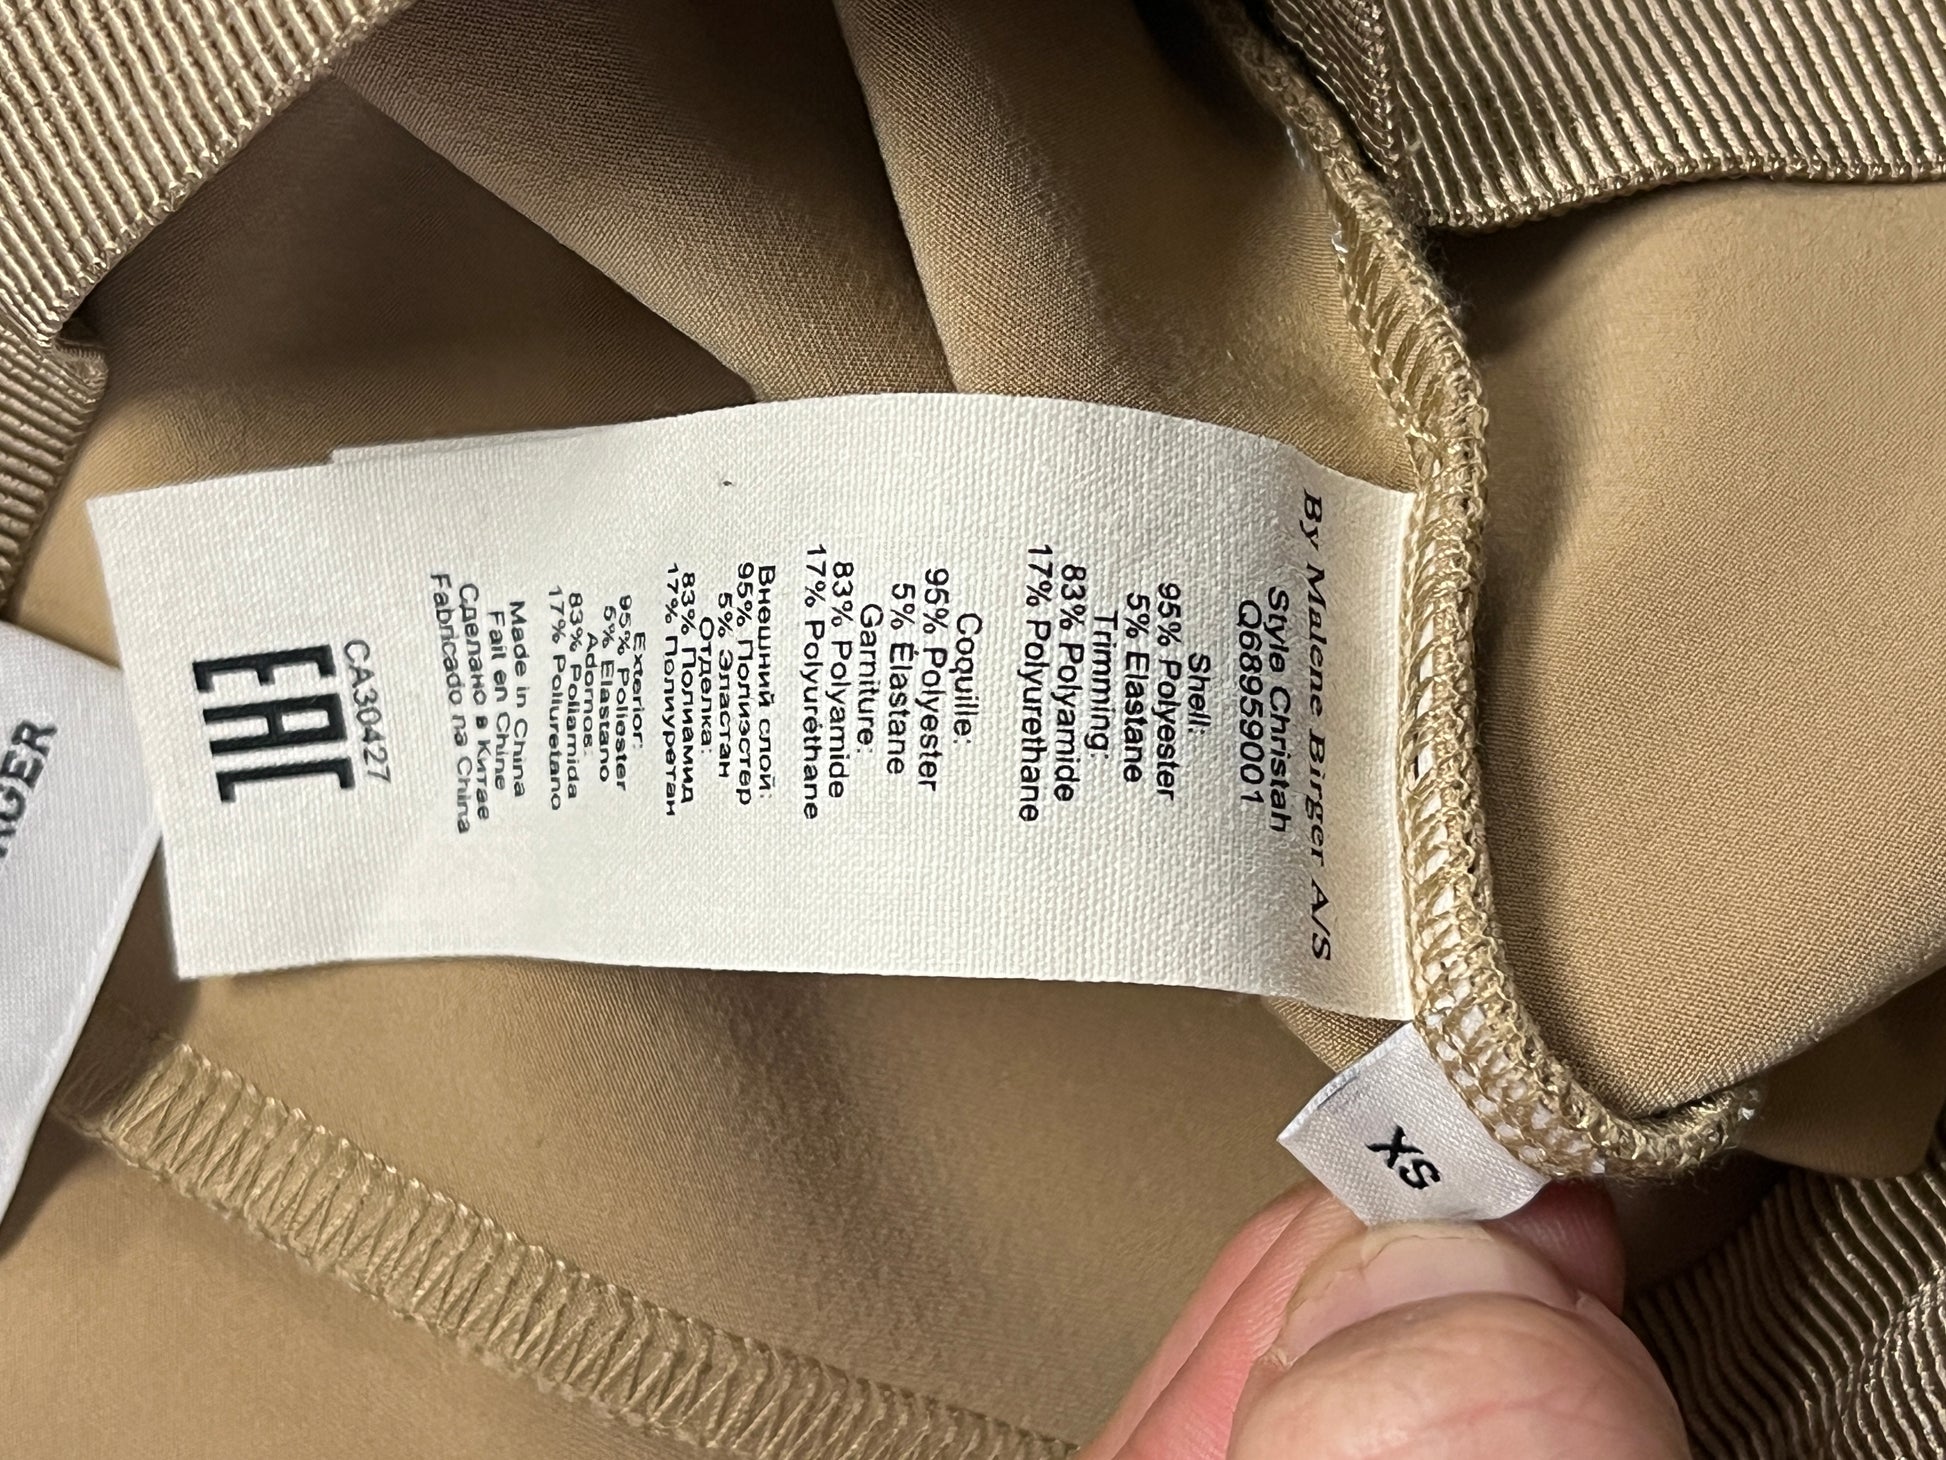 By Malene Birger A/S
Style Christah
Q68959001
Shell:
95% Polyester
5% Elastane
Trimming:
83% Polyamide
17% Polyurethane
Coquille:
95% Polyester
5% Élastane
Garniture:
83% Polyamide
17% Polyuréthane
Внешний слой:
95% Полиэстер
5% Эластан
Отделка:
83% Полиамид
17% Полиуретан
Exterior:
95% Poliester
5% Elastano
Adornos:
83% Poliamida
17% Poliuretano
Made in China
Fait en Chine
Сделано в Китае
Fabricado na China
CA30427
EAC
XS